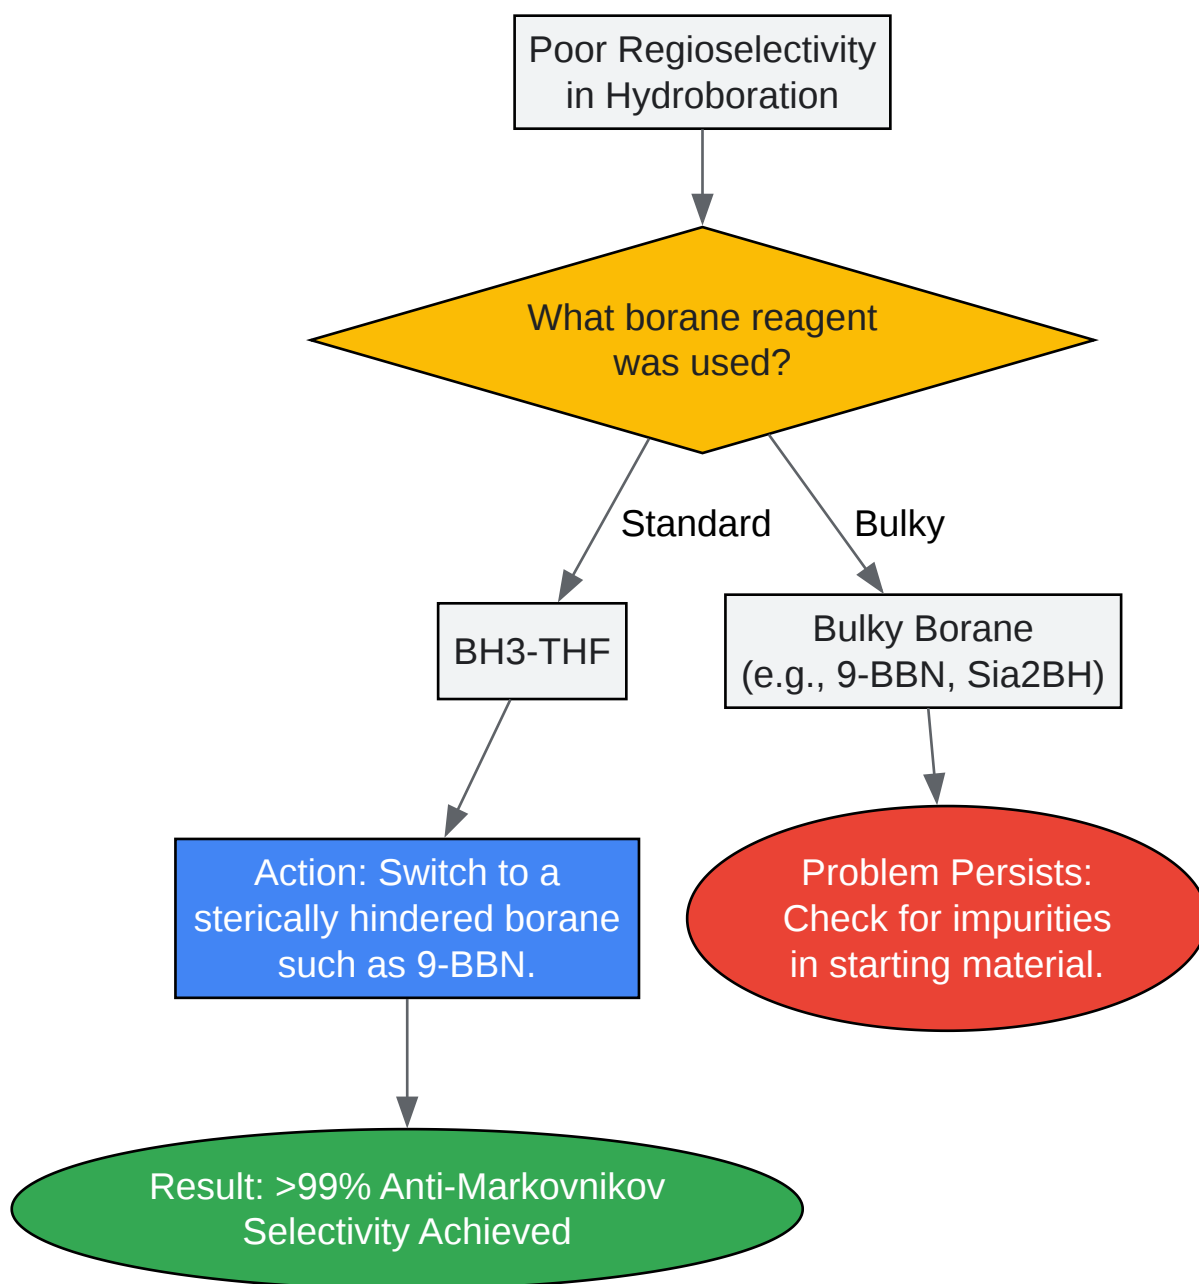 Poor Regioselectivity
in Hydroboration
What borane reagent
was used?
Standard
Bulky
BH3-THF
Bulky Borane
(e.g., 9-BBN, Sia2BH)
Action: Switch to a
sterically hindered borane
such as 9-BBN.
Problem Persists:
Check for impurities
in starting material.
Result: >99% Anti-Markovnikov
Selectivity Achieved